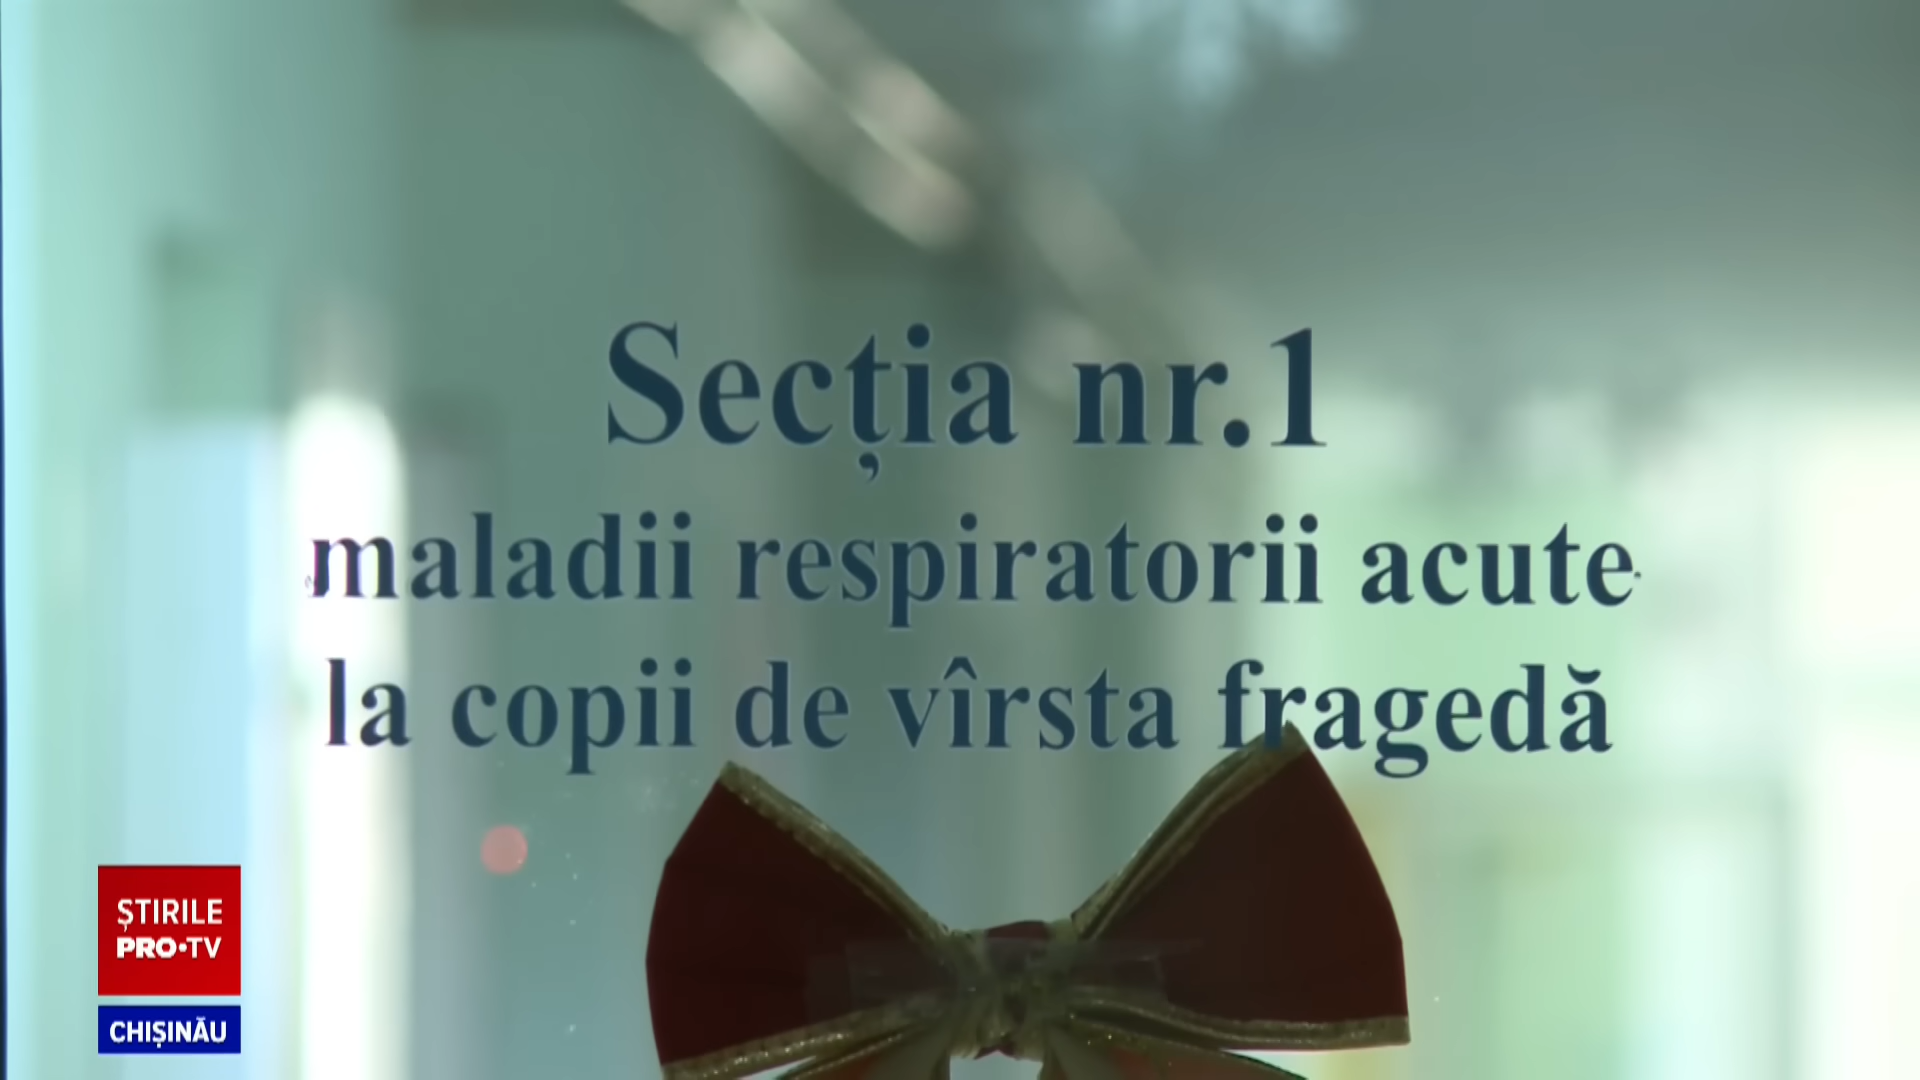 Secția nr.1
maladii respiratorii acute
la copii de vîrsta fragedă
ȘTIRILE
PRO•TV
CHIȘINĂU